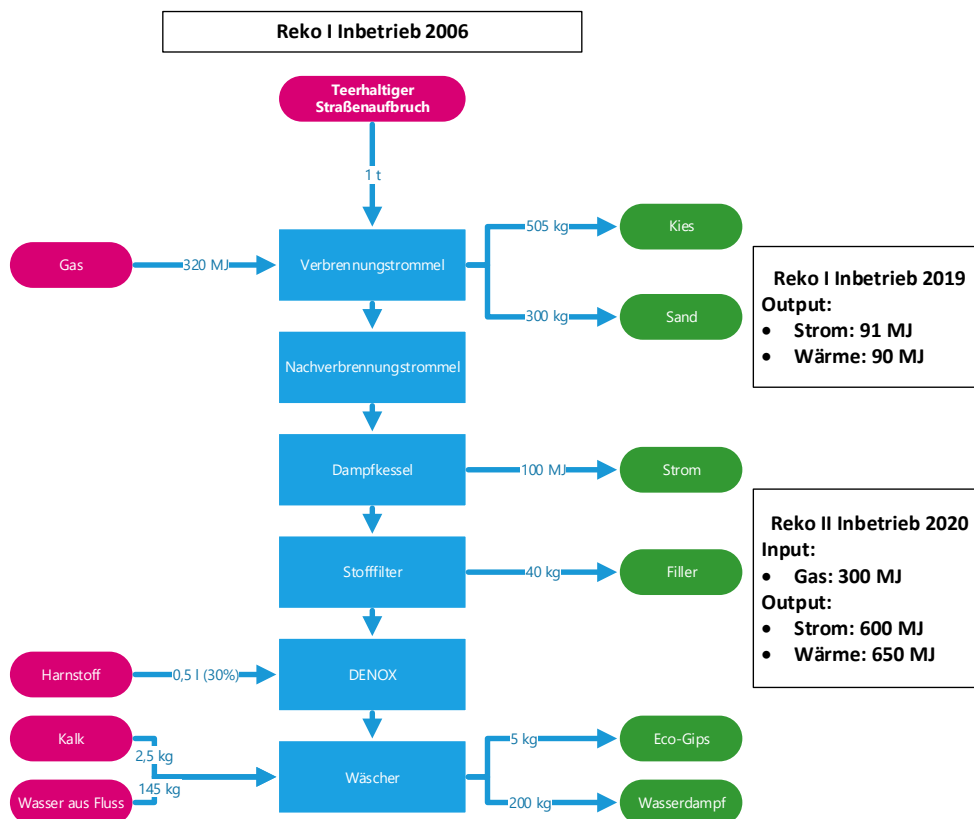 Reko I Inbetrieb 2006
Teerhaltiger
Straßenaufbruch
1 t
505 kg
Kies
Gas
320 MJ
Verbrennungstrommel
300 kg
Sand
Reko I Inbetrieb 2019
Output:
• Strom: 91 MJ
• Wärme: 90 MJ
Nachverbrennungstrommel
Dampfkessel
100 MJ
Strom
Reko II Inbetrieb 2020
Input:
• Gas: 300 MJ
Output:
• Strom: 600 MJ
• Wärme: 650 MJ
Stofffilter
40 kg
Filler
Harnstoff
0,5 l (30%)
DENOX
Kalk
2,5 kg
5 kg
Eco-Gips
Wäscher
Wasser aus Fluss
145 kg
200 kg
Wasserdampf